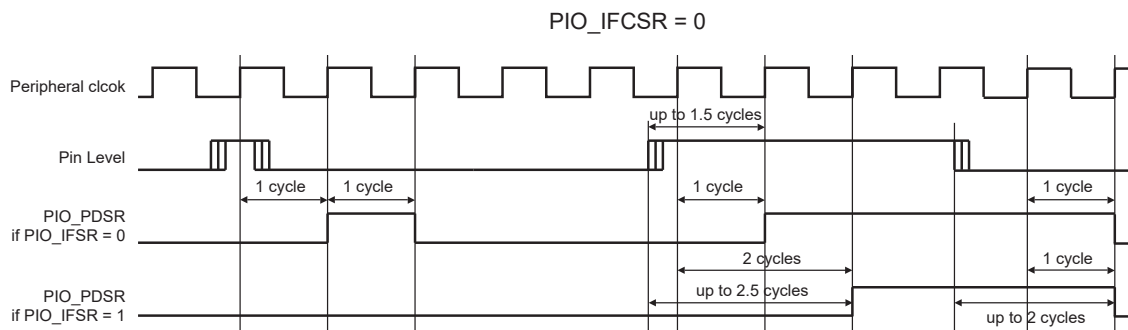 PIO_IFCSR = 0
Peripheral clcok
up to 1.5 cycles
Pin Level
1 cycle
1 cycle
1 cycle
1 cycle
PIO_PDSR
if PIO_IFSR = 0
2 cycles
1 cycle
PIO_PDSR
if PIO_IFSR = 1
up to 2.5 cycles
up to 2 cycles